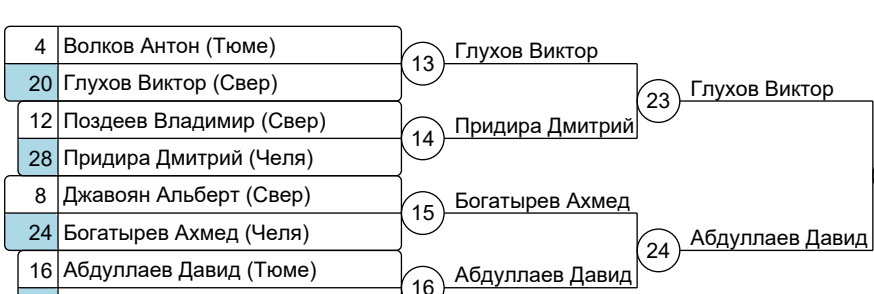 4 Волков Антон (Тюме)
20 Глухов Виктор (Свер)
12 Поздеев Владимир (Свер)
28 Придира Дмитрий (Челя)
8 Джавоян Альберт (Свер)
24 Богатырев Ахмед (Челя)
16 Абдуллаев Давид (Тюме)
13 Глухов Виктор
14 Придира Дмитрий
15 Богатырев Ахмед
16 Абдуллаев Давид
23 Глухов Виктор
24 Абдуллаев Давид